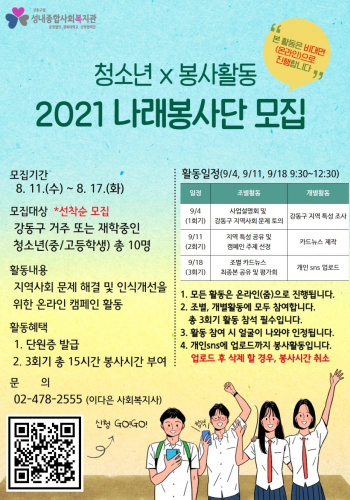 성내종합사회복지관
본 활동은 비대면
(온라인)으로
진행됩니다
청소년 x 봉사활동
2021 나래봉사단 모집
모집기간
8. 11.(수) ~ 8. 17.(화)
모집대상 *선착순 모집
강동구 거주 또는 재학중인
청소년(중/고등학생) 총 10명
활동내용
지역사회 문제 해결 및 인식개선을
위한 온라인 캠페인 활동
활동혜택
1. 단원증 발급
2. 3회기 총 15시간 봉사시간 부여
문 의
02-478-2555 (이다은 사회복지사)
신청 GO!GO!
활동일정(9/4, 9/11, 9/18 9:30~12:30)
일정 조별활동 개별활동
9/4 (1회기) 사업설명회 및 강동구 지역사회 문제 토의 강동구 지역 특성 조사
9/11 (2회기) 지역 특성 공유 및 캠페인 주제 선정 카드뉴스 제작
9/18 (3회기) 조별 카드뉴스 최종본 공유 및 평가회 개인 sns 업로드
1. 모든 활동은 온라인(줌)으로 진행됩니다.
2. 조별, 개별활동에 모두 참여합니다.
총 3회기 활동 참석 필수입니다.
3. 활동 참여 시 얼굴이 나와야 인정됩니다.
4. 개인sns에 업로드까지 봉사활동입니다.
업로드 후 삭제 할 경우, 봉사시간 취소